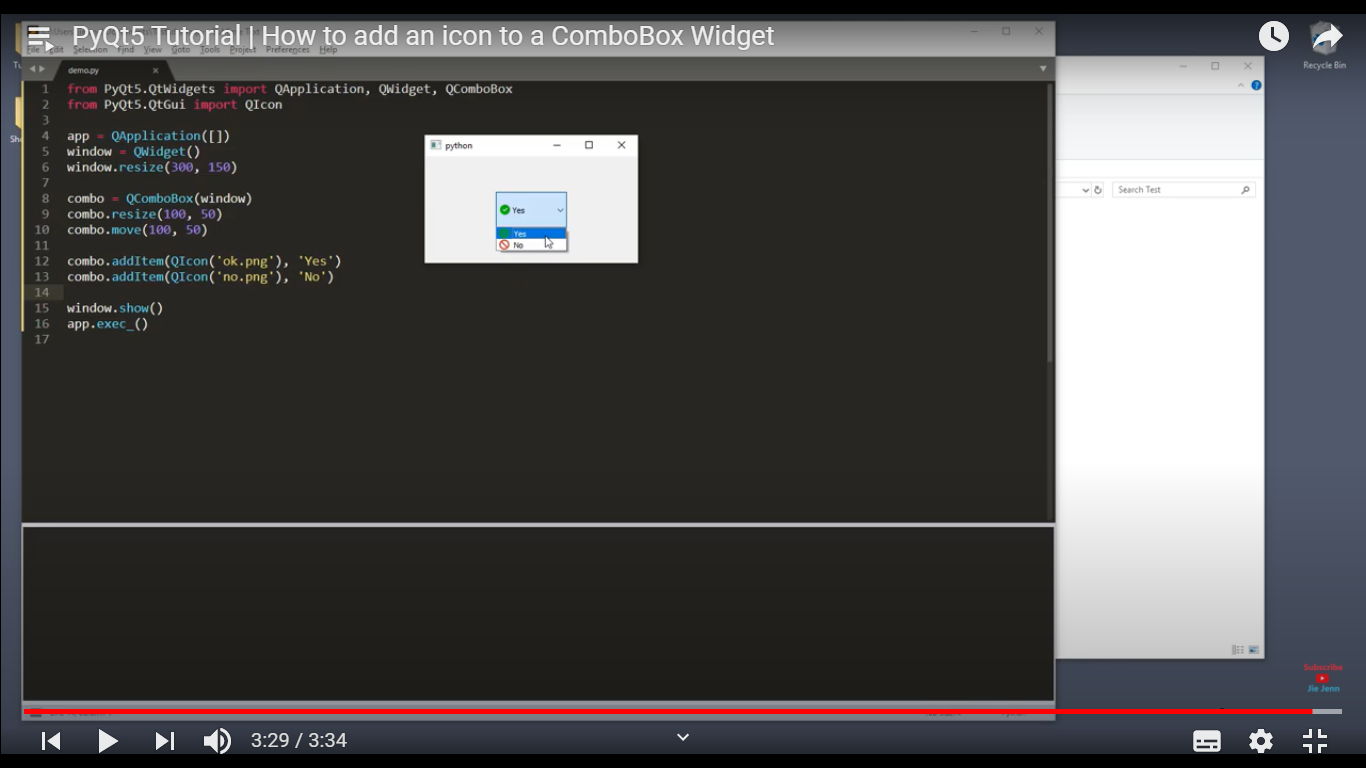 PyQt5 Tutorial | How to add an icon to a ComboBox Widget
File Edit Selection Find View Goto Tools Project Preferences Help
Recycle Bin
demo.py
1 from PyQt5.QtWidgets import QApplication, QWidget, QComboBox
2 from PyQt5.QtGui import QIcon
3
4 app = QApplication([])
5 window = QWidget()
6 window.resize(300, 150)
7
8 combo = QComboBox(window)
9 combo.resize(100, 50)
10 combo.move(100, 50)
11
12 combo.addItem(QIcon('ok.png'), 'Yes')
13 combo.addItem(QIcon('no.png'), 'No')
14
15 window.show()
16 app.exec_()
17
python
Yes
Yes
No
Search Test
Subscribe
Jie Jenn
3:29 / 3:34